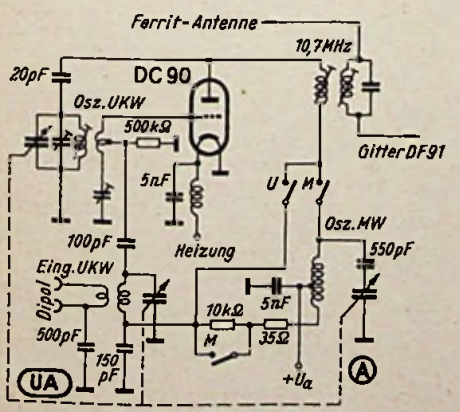 Ferrit-Antenne
10,7MHz
20pF
DC 90
Osz.UKW
500kΩ
Gitter DF91
5nF
U
M
Heizung
Osz.MW
100pF
550pF
Eing.UKW
Dipol
5nF
10kΩ
M
35Ω
500pF
150
pF
+Ua
UA
A